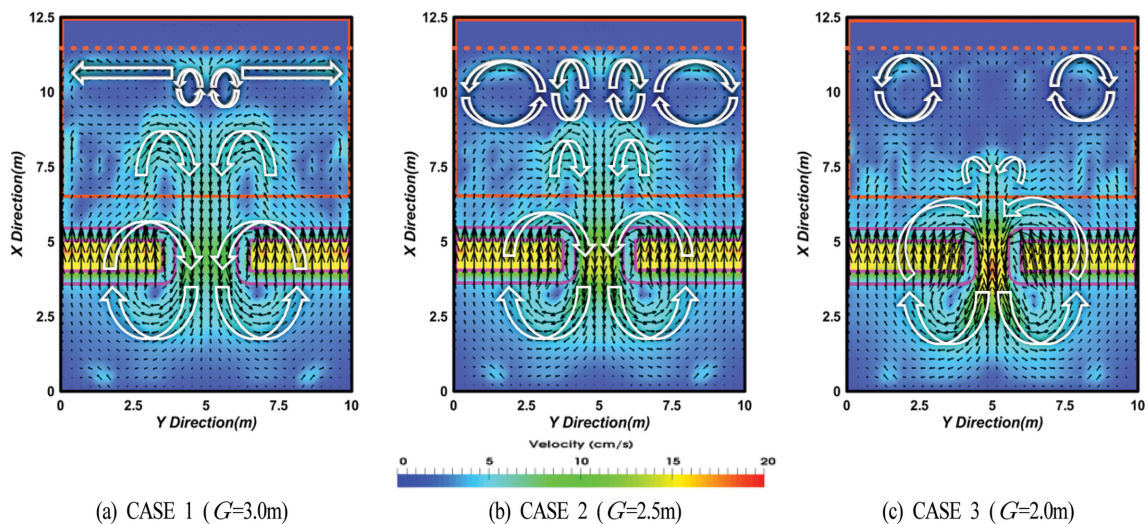 12.5
10
7.5
5
2.5
0
X Direction(m)
0 2.5 5 7.5 10
Y Direction(m)
12.5
10
7.5
5
2.5
0
X Direction(m)
0 2.5 5 7.5 10
Y Direction(m)
12.5
10
7.5
5
2.5
0
X Direction(m)
0 2.5 5 7.5 10
Y Direction(m)
Velocity (cm/s)
0 5 10 15 20
(a) CASE 1 (G=3.0m)
(b) CASE 2 (G=2.5m)
(c) CASE 3 (G=2.0m)